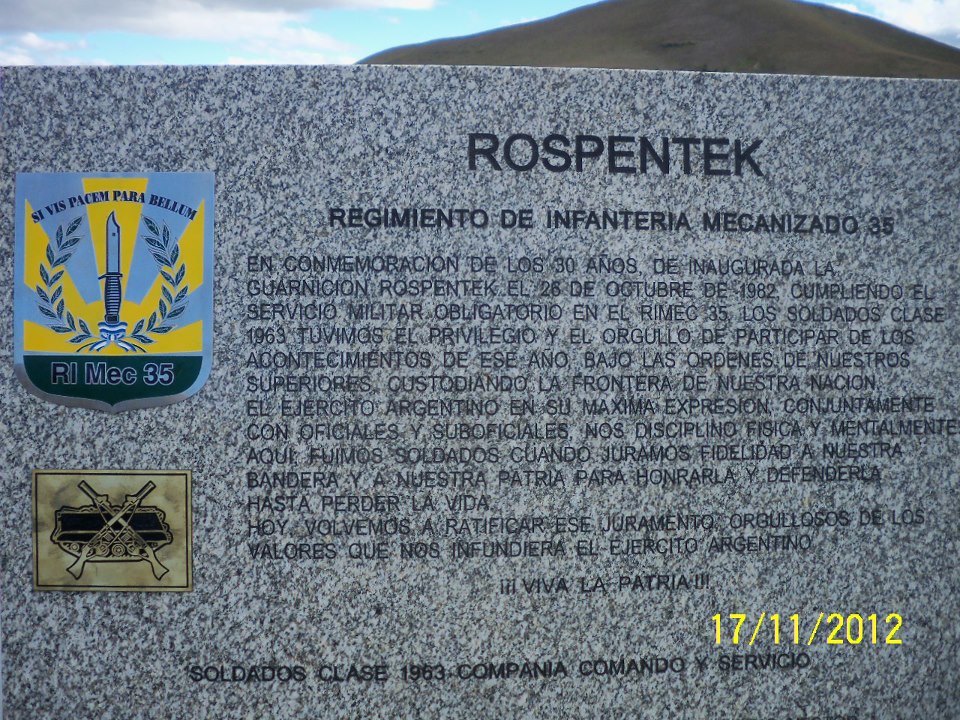 ROSPENTEK
REGIMIENTO DE INFANTERIA MECANIZADO 35
SI VIS PACEM PARA BELLUM
RI Mec 35
EN CONMEMORACIÓN DE LOS 30 AÑOS, DE INAUGURADA LA
GUARNICION ROSPENTEK EL 26 DE OCTUBRE DE 1982, CUMPLIENDO EL
SERVICIO MILITAR OBLIGATORIO EN EL RIMEC 35, LOS SOLDADOS CLASE
1963 TUVIMOS EL PRIVILEGIO Y EL ORGULLO DE PARTICIPAR DE LOS
ACONTECIMIENTOS DE ESE AÑO, BAJO LAS ORDENES DE NUESTROS
SUPERIORES, CUSTODIANDO LA FRONTERA DE NUESTRA NACION.
EL EJERCITO ARGENTINO EN SU MAXIMA EXPRESION, CONJUNTAMENTE
CON OFICIALES Y SUBOFICIALES, NOS DISCIPLINO FISICA Y MENTALMENTE.
AQUI, FUIMOS SOLDADOS CUANDO JURAMOS FIDELIDAD A NUESTRA
BANDERA Y A NUESTRA PATRIA PARA HONRARLA Y DEFENDERLA
HASTA PERDER LA VIDA.
HOY, VOLVEMOS A RATIFICAR ESE JURAMENTO, ORGULLOSOS DE LOS
VALORES QUE NOS INFUNDIERA EL EJERCITO ARGENTINO
¡¡¡ VIVA LA PATRIA !!!
17/11/2012
SOLDADOS CLASE 1963 COMPANIA COMANDO Y SERVICIO